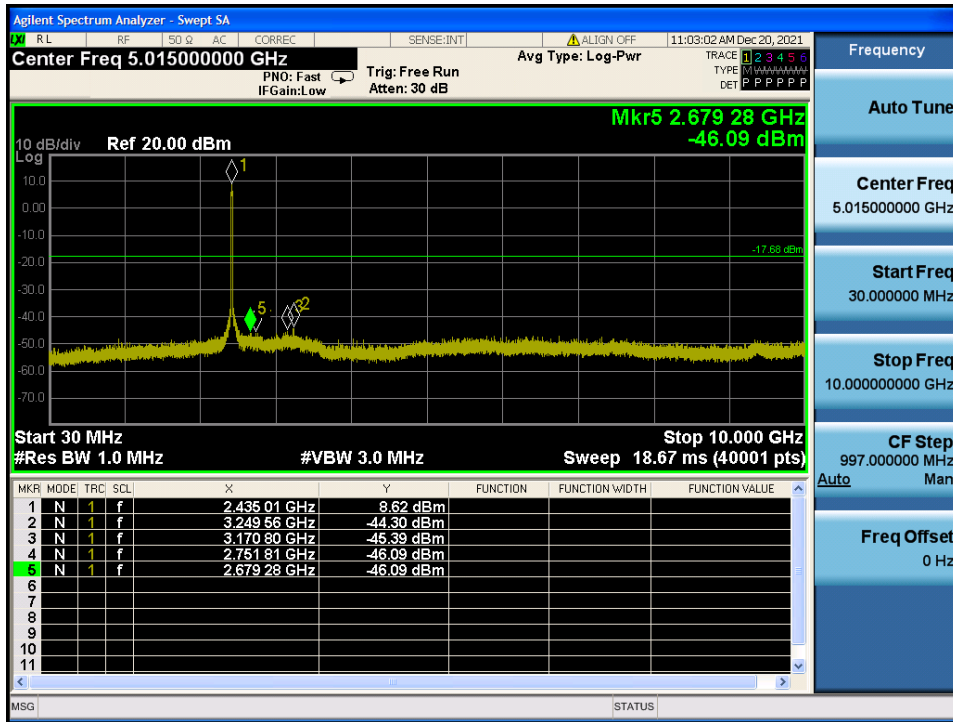 Agilent Spectrum Analyzer - Swept SA
LXI RL RF 50 Ω AC CORREC SENSE:INT ALIGN OFF 11:03:02 AM Dec 20, 2021
Center Freq 5.015000000 GHz
PNO: Fast
IFGain:Low
Trig: Free Run
Atten: 30 dB
Avg Type: Log-Pwr
TRACE 1 2 3 4 5 6
TYPE M W W W W W
DET P P P P P P
Mkr5 2.679 28 GHz
-46.09 dBm
10 dB/div Ref 20.00 dBm
Log
10.0
0.00
-10.0
-20.0
-30.0
-40.0
-50.0
-60.0
-70.0
1
5
3
2
-17.68 dBm
Start 30 MHz Stop 10.000 GHz
#Res BW 1.0 MHz #VBW 3.0 MHz Sweep 18.67 ms (40001 pts)
MKR MODE TRC SCL X Y FUNCTION FUNCTION WIDTH FUNCTION VALUE
1 N 1 f 2.435 01 GHz 8.62 dBm
2 N 1 f 3.249 56 GHz -44.30 dBm
3 N 1 f 3.170 80 GHz -45.39 dBm
4 N 1 f 2.751 81 GHz -46.09 dBm
5 N 1 f 2.679 28 GHz -46.09 dBm
6
7
8
9
10
11
MSG STATUS
Frequency
Auto Tune
Center Freq
5.015000000 GHz
Start Freq
30.000000 MHz
Stop Freq
10.000000000 GHz
CF Step
997.000000 MHz
Auto Man
Freq Offset
0 Hz